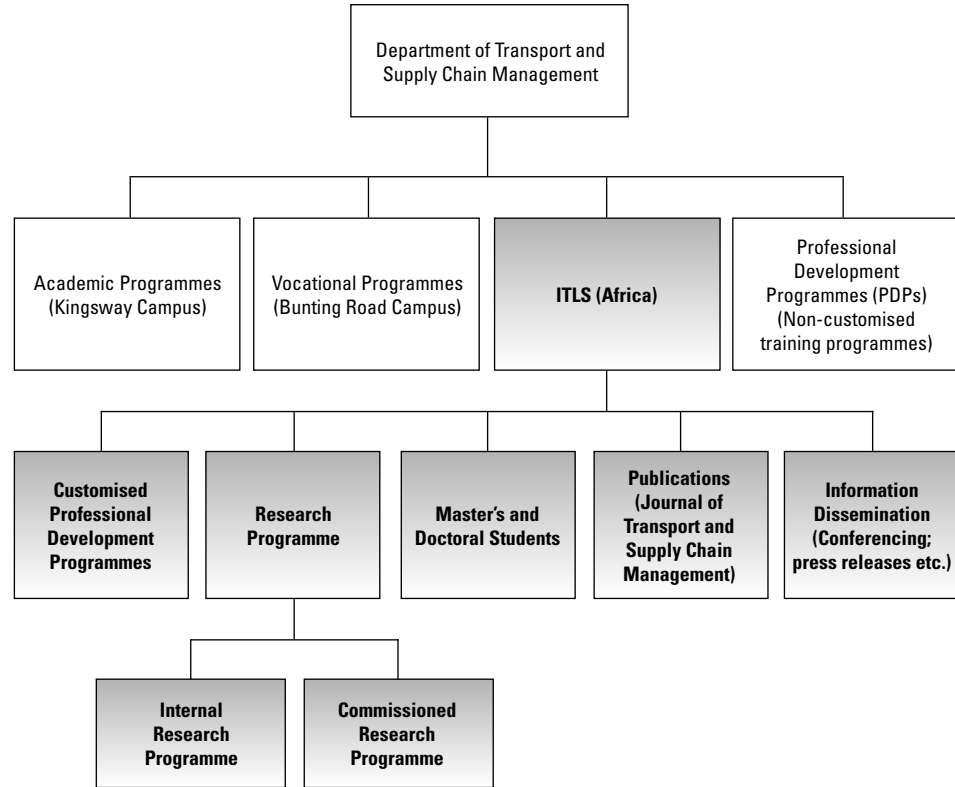 Department of Transport and
Supply Chain Management
Academic Programmes
(Kingsway Campus)
Vocational Programmes
(Bunting Road Campus)
ITLS (Africa)
Professional
Development
Programmes (PDPs)
(Non-customised
training programmes)
Customised
Professional
Development
Programmes
Research
Programme
Master's and
Doctoral Students
Publications
(Journal of
Transport and
Supply Chain
Management)
Information
Dissemination
(Conferencing;
press releases etc.)
Internal
Research
Programme
Commissioned
Research
Programme